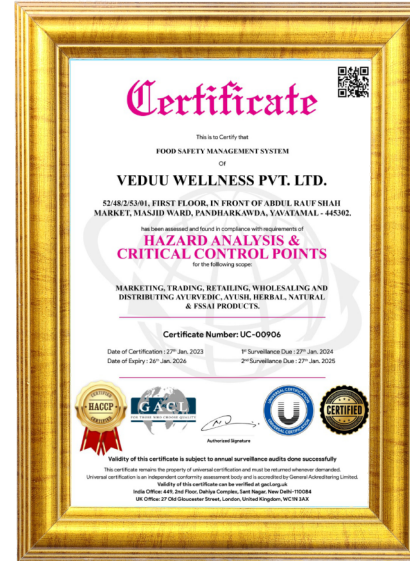 Certificate
This is to Certify that
FOOD SAFETY MANAGEMENT SYSTEM
Of
VEDUU WELLNESS PVT. LTD.
52/48/2/53/01, FIRST FLOOR, IN FRONT OF ABDUL RAUF SHAH
MARKET, MASJID WARD, PANDHARKAWDA, YAVATAMAL - 445302.
has been assessed and found in compliance with requirements of
HAZARD ANALYSIS &
CRITICAL CONTROL POINTS
for the following scope:
MARKETING, TRADING, RETAILING, WHOLESALING AND
DISTRIBUTING AYURVEDIC, AYUSH, HERBAL, NATURAL
& FSSAI PRODUCTS.
Certificate Number: UC-00906
Date of Certification : 27th Jan. 2023 1st Surveillance Due : 27th Jan. 2024
Date of Expiry : 26th Jan. 2026 2nd Surveillance Due : 27th Jan. 2025
CERTIFIED
HACCP
CERTIFIED
GACL
UNIVERSAL CERTIFICATION
U
UNIVERSAL CERTIFICATION
CERTIFIED
Authorized Signature
Validity of this certificate is subject to annual surveillance audits done successfully
This certificate remains the property of universal certification and must be returned whenever demanded.
Universal certification is an independent conformity assessment body and is accredited by General Ackreditering Limited.
Validity of this certificate can be verified at gacl.org.uk
India Office: 449, 2nd Floor, Dahiya Complex, Sant Nagar, New Delhi-110084
UK Office: 27 Old Gloucester Street, London, United Kingdom, WC1N 3AX